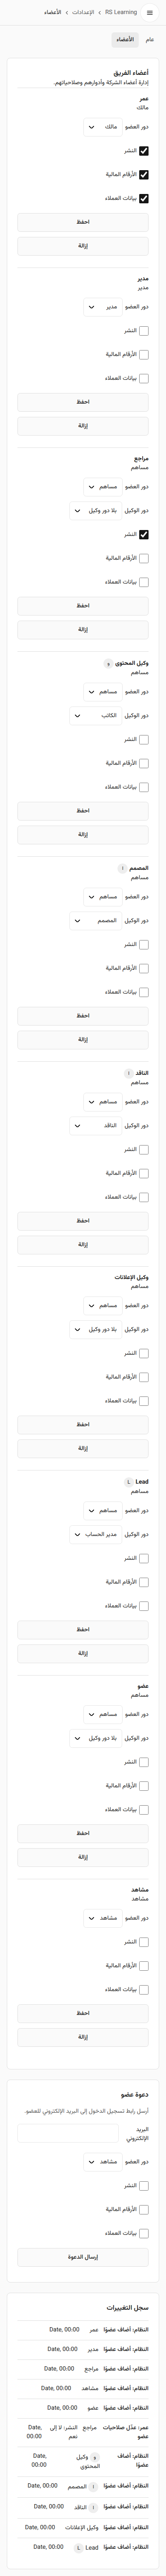 RS Learning > الإعدادات > الأعضاء
عام
الأعضاء
أعضاء الفريق
إدارة أعضاء الشركة وأدوارهم وصلاحياتهم.
عمر
مالك
دور العضو مالك
النشر
الأرقام المالية
بيانات العملاء
احفظ
إزالة
مدير
مدير
دور العضو مدير
النشر
الأرقام المالية
بيانات العملاء
احفظ
إزالة
مراجع
مساهم
دور العضو مساهم
دور الوكيل بلا دور وكيل
النشر
الأرقام المالية
بيانات العملاء
احفظ
إزالة
وكيل المحتوى و
مساهم
دور العضو مساهم
دور الوكيل الكاتب
النشر
الأرقام المالية
بيانات العملاء
احفظ
إزالة
المصمم ا
مساهم
دور العضو مساهم
دور الوكيل المصمم
النشر
الأرقام المالية
بيانات العملاء
احفظ
إزالة
الناقد ا
مساهم
دور العضو مساهم
دور الوكيل الناقد
النشر
الأرقام المالية
بيانات العملاء
احفظ
إزالة
وكيل الإعلانات
مساهم
دور العضو مساهم
دور الوكيل بلا دور وكيل
النشر
الأرقام المالية
بيانات العملاء
احفظ
إزالة
Lead L
مساهم
دور العضو مساهم
دور الوكيل مدير الحساب
النشر
الأرقام المالية
بيانات العملاء
احفظ
إزالة
عضو
مساهم
دور العضو مساهم
دور الوكيل بلا دور وكيل
النشر
الأرقام المالية
بيانات العملاء
احفظ
إزالة
مشاهد
مشاهد
دور العضو مشاهد
النشر
الأرقام المالية
بيانات العملاء
احفظ
إزالة
دعوة عضو
أرسل رابط تسجيل الدخول إلى البريد الإلكتروني للعضو.
البريد
الإلكتروني
دور العضو مشاهد
النشر
الأرقام المالية
بيانات العملاء
إرسال الدعوة
سجل التغييرات
النظام: أضاف عضوًا عمر Date, 00:00
النظام: أضاف عضوًا مدير Date, 00:00
النظام: أضاف عضوًا مراجع Date, 00:00
النظام: أضاف عضوًا مشاهد Date, 00:00
النظام: أضاف عضوًا عضو Date, 00:00
عمر: عدّل صلاحيات عضو مراجع النشر: لا إلى نعم Date, 00:00
النظام: أضاف عضوًا و وكيل المحتوى Date, 00:00
النظام: أضاف عضوًا ا المصمم Date, 00:00
النظام: أضاف عضوًا ا الناقد Date, 00:00
النظام: أضاف عضوًا وكيل الإعلانات Date, 00:00
النظام: أضاف عضوًا L Lead Date, 00:00